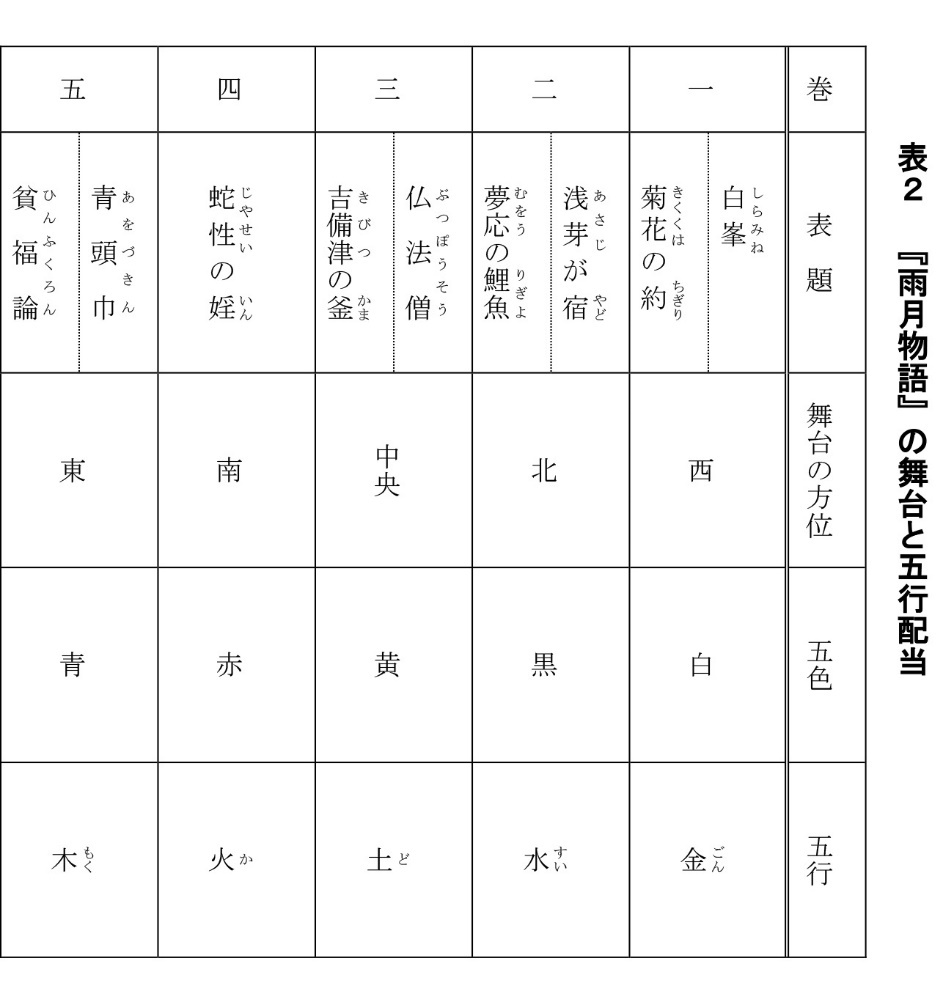 表２　『雨月物語』の舞台と五行配当
巻
表題
舞台の方位
五色
五行
一
しらみね
白峯
きくくは　ちぎり
菊花の約
西
白
ごん
金
二
あさじ　やど
浅芽が宿
むをう　りぎよ
夢応の鯉魚
北
黒
すい
水
三
ぶつぽうそう
仏法僧
きびつ　かま
吉備津の釜
中央
黄
ど
土
四
じやせい　いん
蛇性の婬
南
赤
か
火
五
あをづきん
青頭巾
ひんふくろん
貧福論
東
青
もく
木